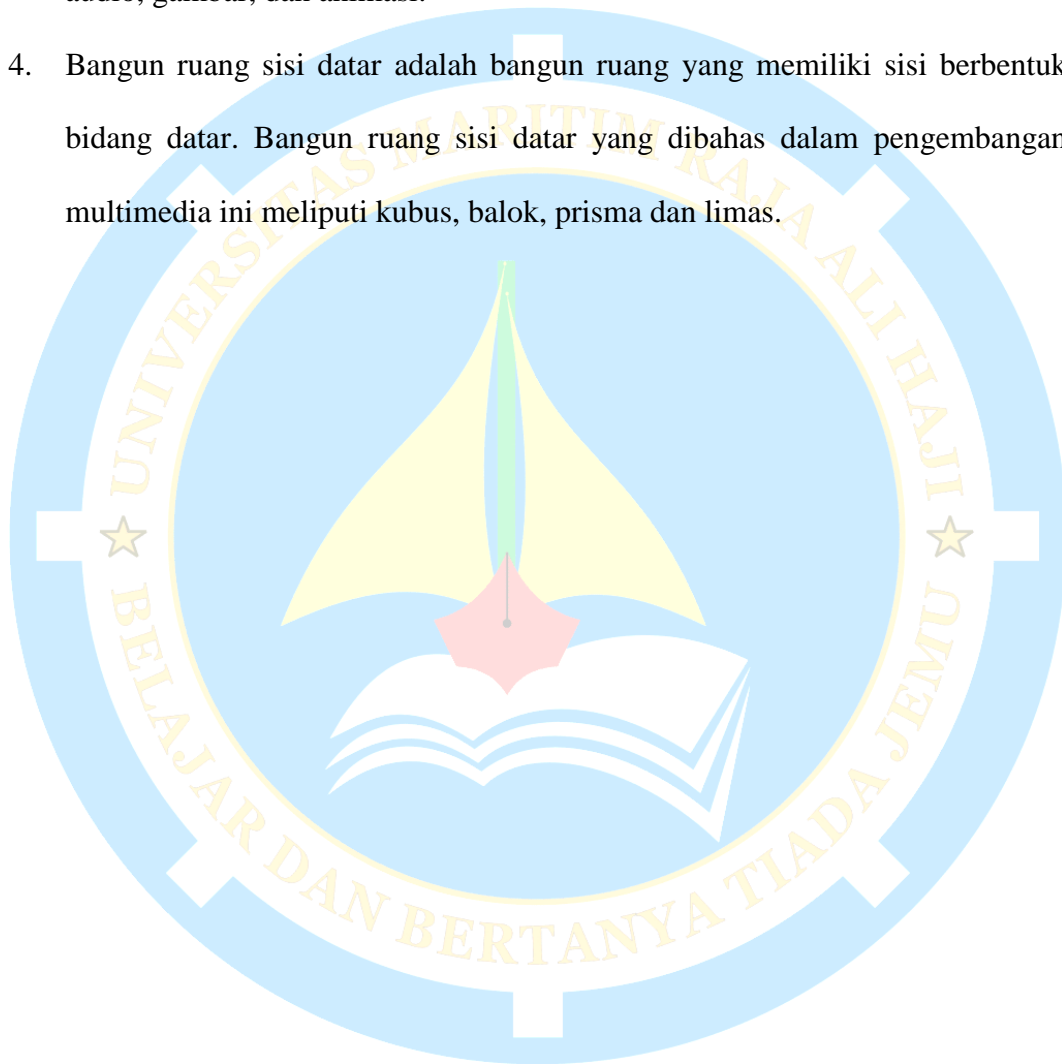 audio, gambar, dan animasi.
4. Bangun ruang sisi datar adalah bangun ruang yang memiliki sisi berbentuk
bidang datar. Bangun ruang sisi datar yang dibahas dalam pengembangan
multimedia ini meliputi kubus, balok, prisma dan limas.
UNIVERSITAS MARITIM RAJA ALI HAJI
BELAJAR DAN BERTANYA TIADA JEMU